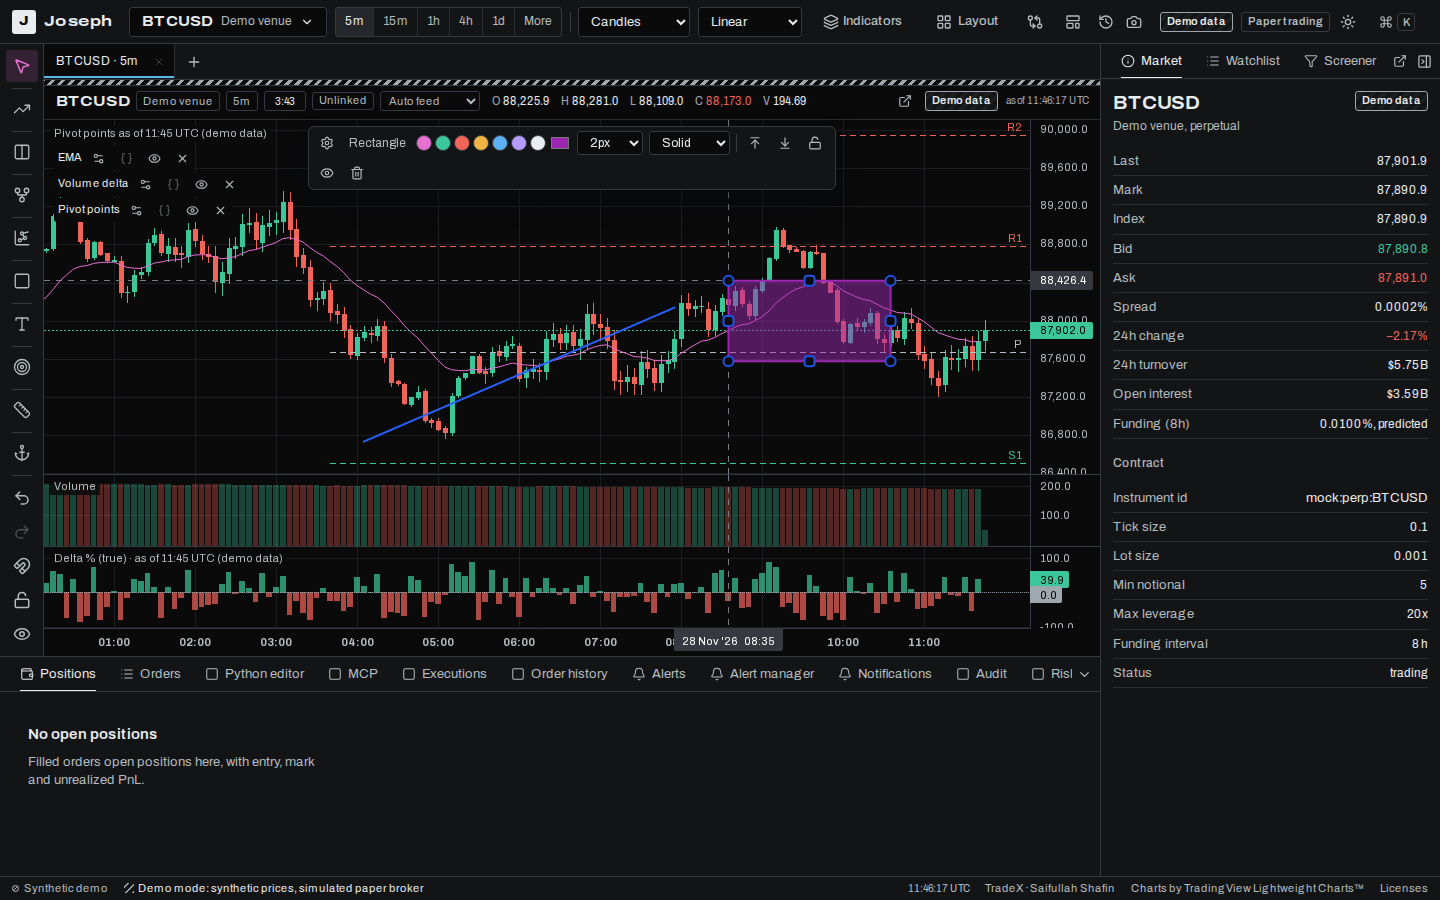 J Joseph BTCUSD Demo venue 5m 15m 1h 4h 1d More Candles Linear Indicators Layout Demo data Paper trading ⌘ K
BTCUSD · 5m
Market Watchlist Screener
BTCUSD Demo venue 5m 3:43 Unlinked Auto feed O 88,225.9 H 88,281.0 L 88,109.0 C 88,173.0 V 194.69 Demo data as of 11:46:17 UTC
Pivot points as of 11:45 UTC (demo data)
EMA
Volume delta
Pivot points
Rectangle 2px Solid
R2
R1
P
S1
90,000.0
89,600.0
89,200.0
88,800.0
88,426.4
88,000.0
87,902.0
87,600.0
87,200.0
86,800.0
86,400.0
Volume
200.0
100.0
Delta % (true) · as of 11:45 UTC (demo data)
100.0
39.9
0.0
-100.0
01:00 02:00 03:00 04:00 05:00 06:00 07:00 28 Nov '26 08:35 10:00 11:00
BTCUSD Demo data
Demo venue, perpetual
Last 87,901.9
Mark 87,890.9
Index 87,890.9
Bid 87,890.8
Ask 87,891.0
Spread 0.0002%
24h change −2.17%
24h turnover $5.75B
Open interest $3.59B
Funding (8h) 0.0100%, predicted
Contract
Instrument id mock:perp:BTCUSD
Tick size 0.1
Lot size 0.001
Min notional 5
Max leverage 20x
Funding interval 8h
Status trading
Positions Orders Python editor MCP Executions Order history Alerts Alert manager Notifications Audit
No open positions
Filled orders open positions here, with entry, mark
and unrealized PnL.
Synthetic demo Demo mode: synthetic prices, simulated paper broker 11:46:17 UTC TradeX · Saifullah Shafin Charts by TradingView Lightweight Charts™ Licenses